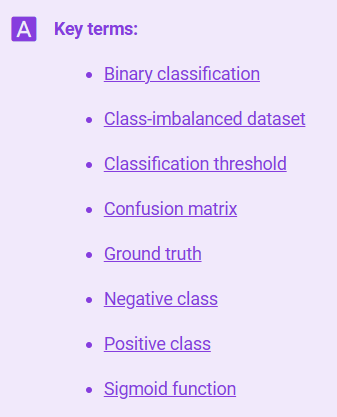 A Key terms:
• Binary classification
• Class-imbalanced dataset
• Classification threshold
• Confusion matrix
• Ground truth
• Negative class
• Positive class
• Sigmoid function